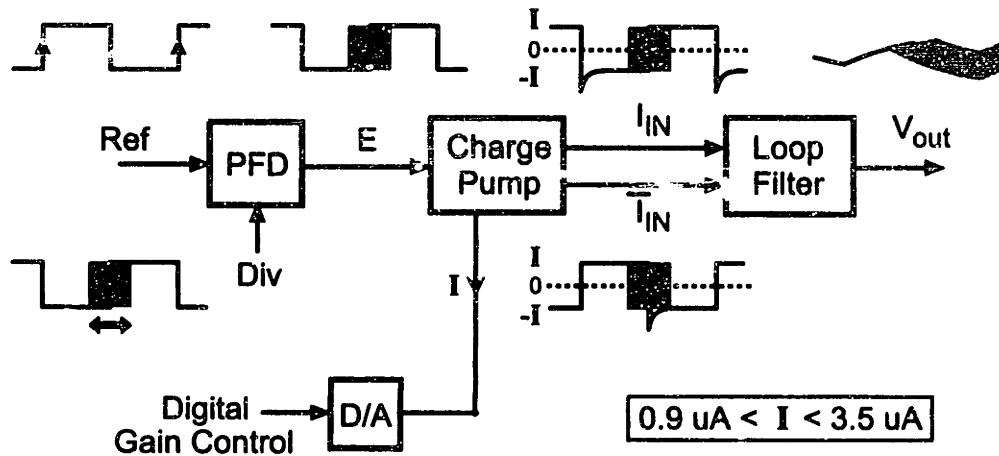 I
0
-I
Ref
PFD
E
Charge
Pump
I_IN
I_IN
Loop
Filter
V_out
Div
I
I
0
-I
Digital
Gain Control
D/A
0.9 uA < I < 3.5 uA